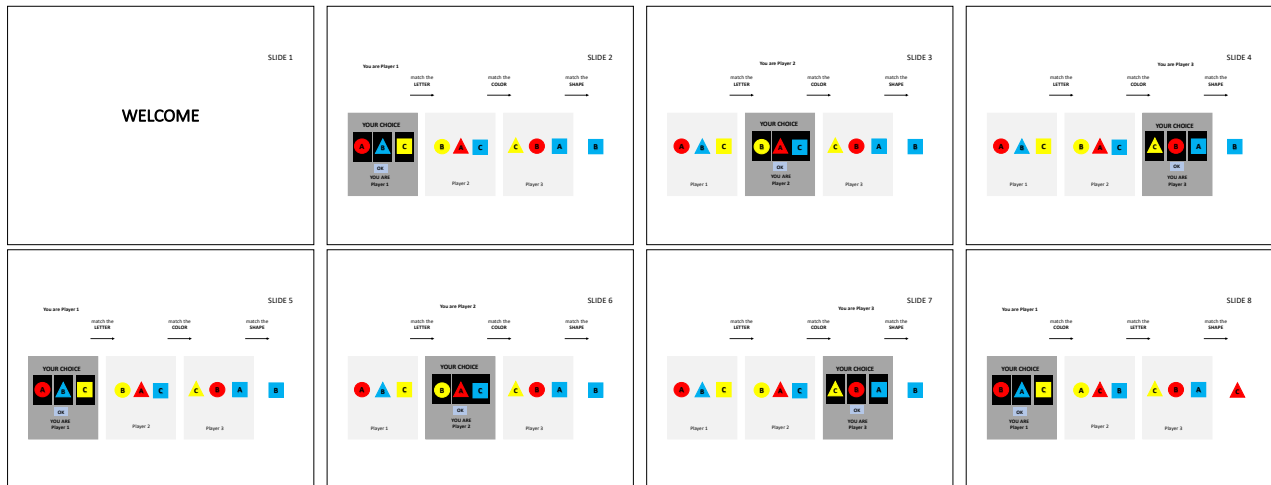 SLIDE 1
WELCOME
SLIDE 2
You are Player 1
match the match the match the
LETTER COLOR SHAPE
YOUR CHOICE
A B C B A C C B A B
OK
YOU ARE
Player 1 Player 2 Player 3
SLIDE 3
You are Player 2
match the match the match the
LETTER COLOR SHAPE
YOUR CHOICE
A B C B A C C B A B
OK
YOU ARE
Player 1 Player 2 Player 3
SLIDE 4
You are Player 3
match the match the match the
LETTER COLOR SHAPE
YOUR CHOICE
A B C B A C C B A B
OK
YOU ARE
Player 1 Player 2 Player 3
SLIDE 5
You are Player 1
match the match the match the
LETTER COLOR SHAPE
YOUR CHOICE
A B C B A C C B A B
OK
YOU ARE
Player 1 Player 2 Player 3
SLIDE 6
You are Player 2
match the match the match the
LETTER COLOR SHAPE
YOUR CHOICE
A B C B A C C B A B
OK
YOU ARE
Player 1 Player 2 Player 3
SLIDE 7
You are Player 3
match the match the match the
LETTER COLOR SHAPE
YOUR CHOICE
A B C B A C C B A B
OK
YOU ARE
Player 1 Player 2 Player 3
SLIDE 8
You are Player 1
match the match the match the
COLOR LETTER SHAPE
YOUR CHOICE
B A C A C B C B A C
OK
YOU ARE
Player 1 Player 2 Player 3